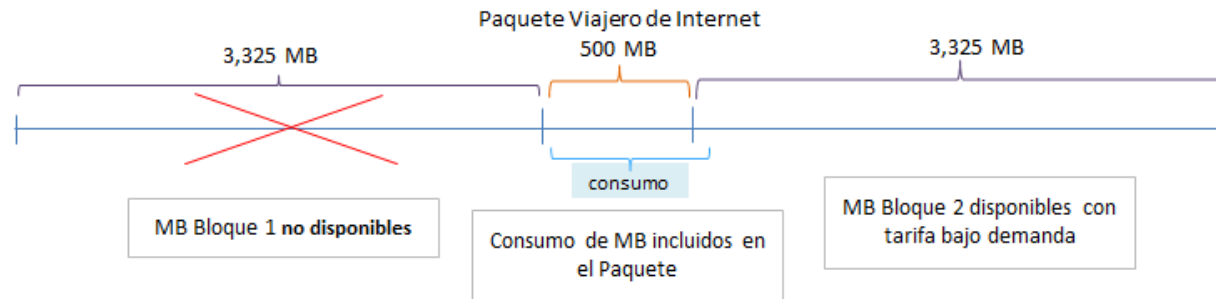 Paquete Viajero de Internet
3,325 MB
500 MB
3,325 MB
consumo
MB Bloque 1 no disponibles
Consumo de MB incluidos en
el Paquete
MB Bloque 2 disponibles con
tarifa bajo demanda